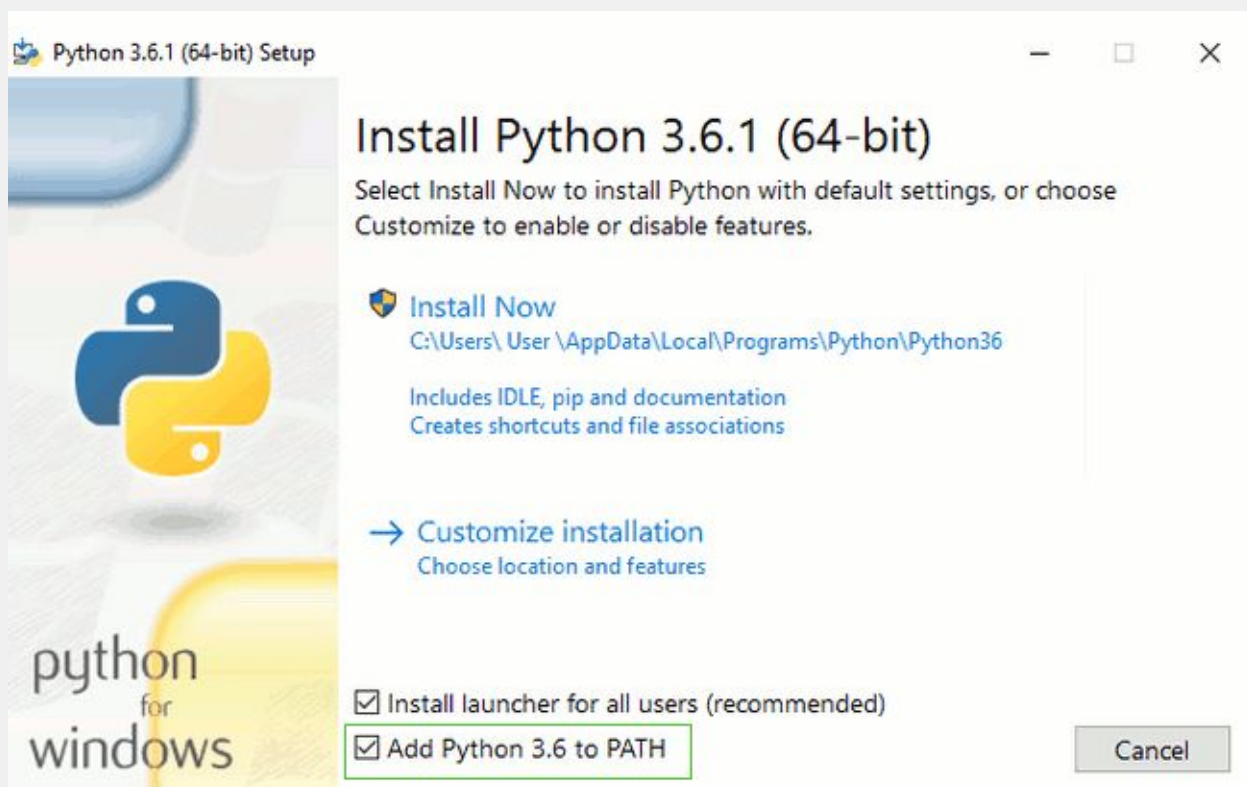 Python 3.6.1 (64-bit) Setup
Install Python 3.6.1 (64-bit)
Select Install Now to install Python with default settings, or choose
Customize to enable or disable features.
Install Now
C:\Users\ User \AppData\Local\Programs\Python\Python36
Includes IDLE, pip and documentation
Creates shortcuts and file associations
Customize installation
Choose location and features
python
for
windows
Install launcher for all users (recommended)
Add Python 3.6 to PATH
Cancel